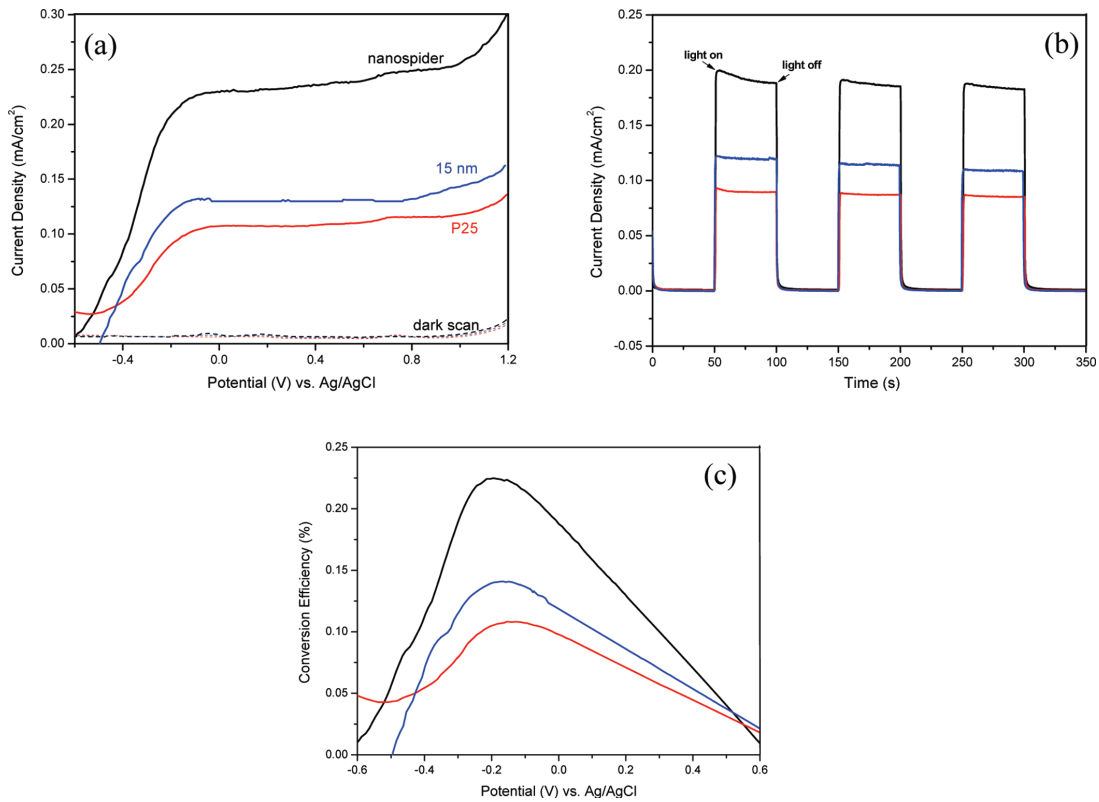 (a)
nanospider
15 nm
P25
dark scan
0.30
0.25
0.20
0.15
0.10
0.05
0.00
-0.4
0.0
0.4
0.8
1.2
Current Density (mA/cm²)
Potential (V) vs. Ag/AgCl
(b)
light on
light off
0.25
0.20
0.15
0.10
0.05
0.00
-0.05
0
50
100
150
200
250
300
350
Current Density (mA/cm²)
Time (s)
(c)
0.25
0.20
0.15
0.10
0.05
0.00
-0.6
-0.4
-0.2
0.0
0.2
0.4
0.6
Conversion Efficiency (%)
Potential (V) vs. Ag/AgCl